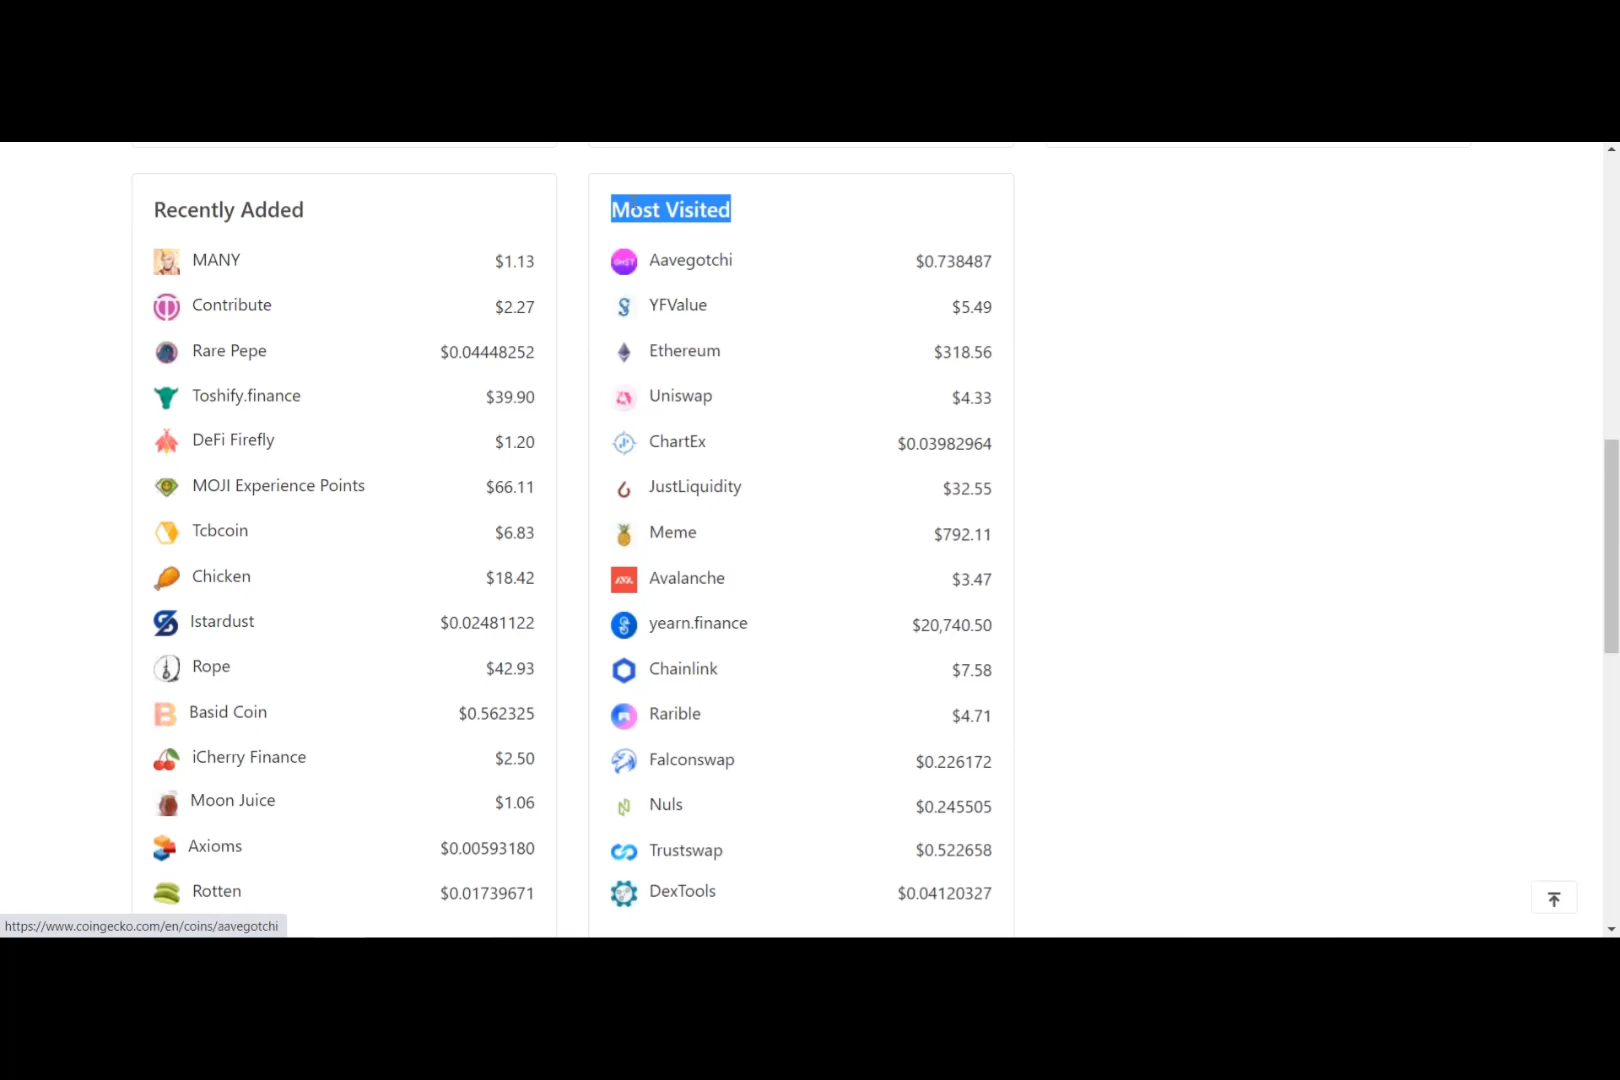 Recently Added
MANY $1.13
Contribute $2.27
Rare Pepe $0.04448252
Toshify.finance $39.90
DeFi Firefly $1.20
MOJI Experience Points $66.11
Tcbcoin $6.83
Chicken $18.42
Istardust $0.02481122
Rope $42.93
Basid Coin $0.562325
iCherry Finance $2.50
Moon Juice $1.06
Axioms $0.00593180
Rotten $0.01739671
Most Visited
Aavegotchi $0.738487
YFValue $5.49
Ethereum $318.56
Uniswap $4.33
ChartEx $0.03982964
JustLiquidity $32.55
Meme $792.11
Avalanche $3.47
yearn.finance $20,740.50
Chainlink $7.58
Rarible $4.71
Falconswap $0.226172
Nuls $0.245505
Trustswap $0.522658
DexTools $0.04120327
https://www.coingecko.com/en/coins/aavegotchi